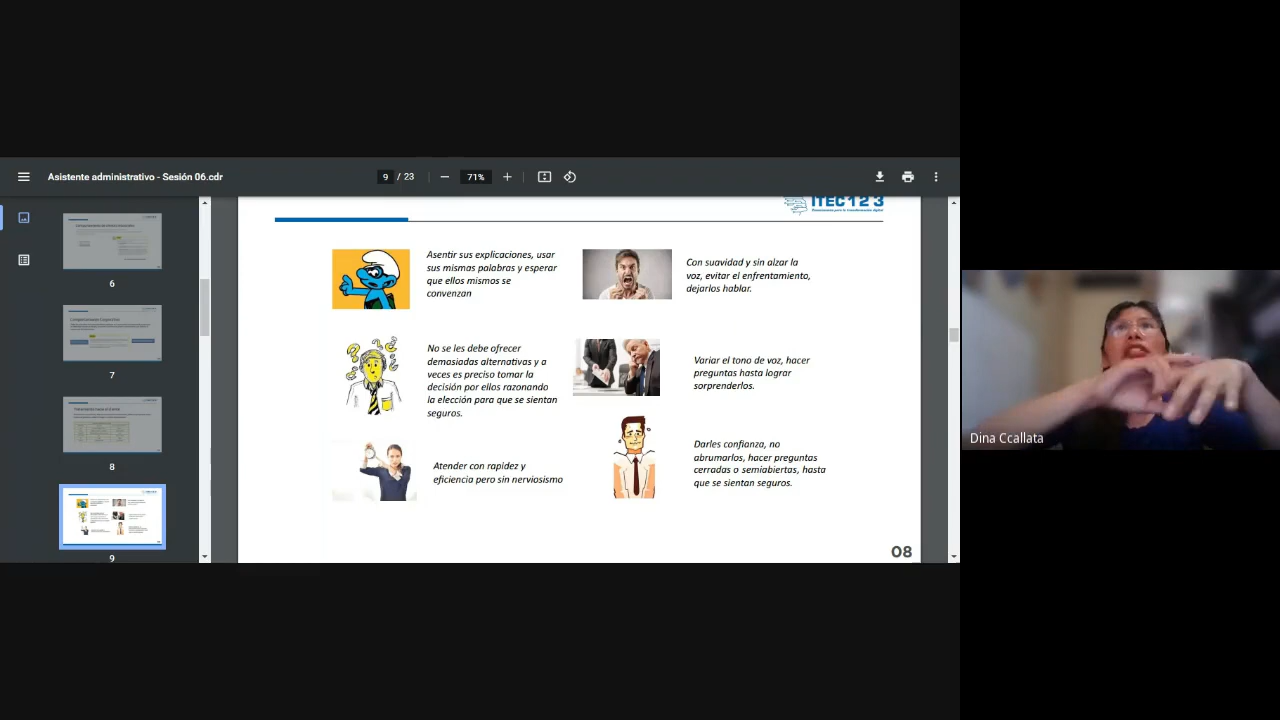 Asistente administrativo - Sesión 06.cdr
9 / 23
71%
ITEC123
6
7
8
9
Asentir sus explicaciones, usar
sus mismas palabras y esperar
que ellos mismos se
convenzan
Con suavidad y sin alzar la
voz, evitar el enfrentamiento,
dejarlos hablar.
No se les debe ofrecer
demasiadas alternativas y a
veces es preciso tomar la
decisión por ellos razonando
la elección para que se sientan
seguros.
Variar el tono de voz, hacer
preguntas hasta lograr
sorprenderlos.
Atender con rapidez y
eficiencia pero sin nerviosismo
Darles confianza, no
abrumarlos, hacer preguntas
cerradas o semiabiertas, hasta
que se sientan seguros.
08
Dina Ccallata